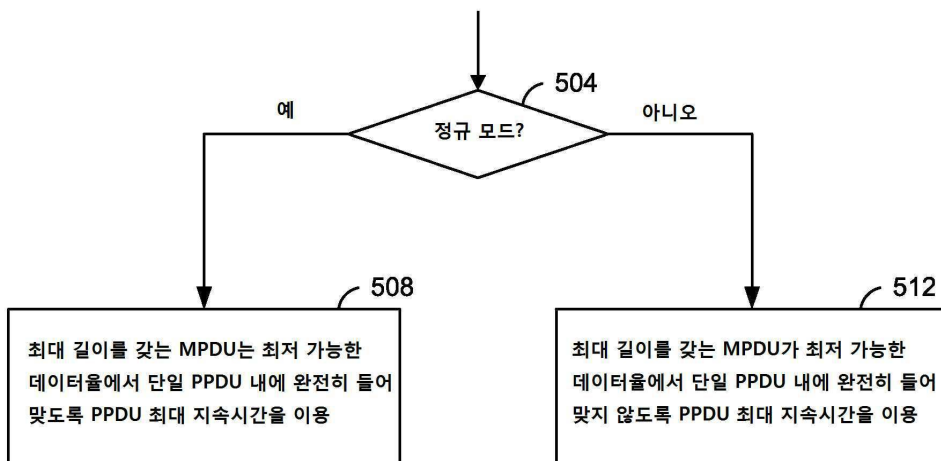 504
정규 모드?
예
아니오
508
512
최대 길이를 갖는 MPDU는 최저 가능한
데이터율에서 단일 PPDU 내에 완전히 들어
맞도록 PPDU 최대 지속시간을 이용
최대 길이를 갖는 MPDU가 최저 가능한
데이터율에서 단일 PPDU 내에 완전히 들어
맞지 않도록 PPDU 최대 지속시간을 이용